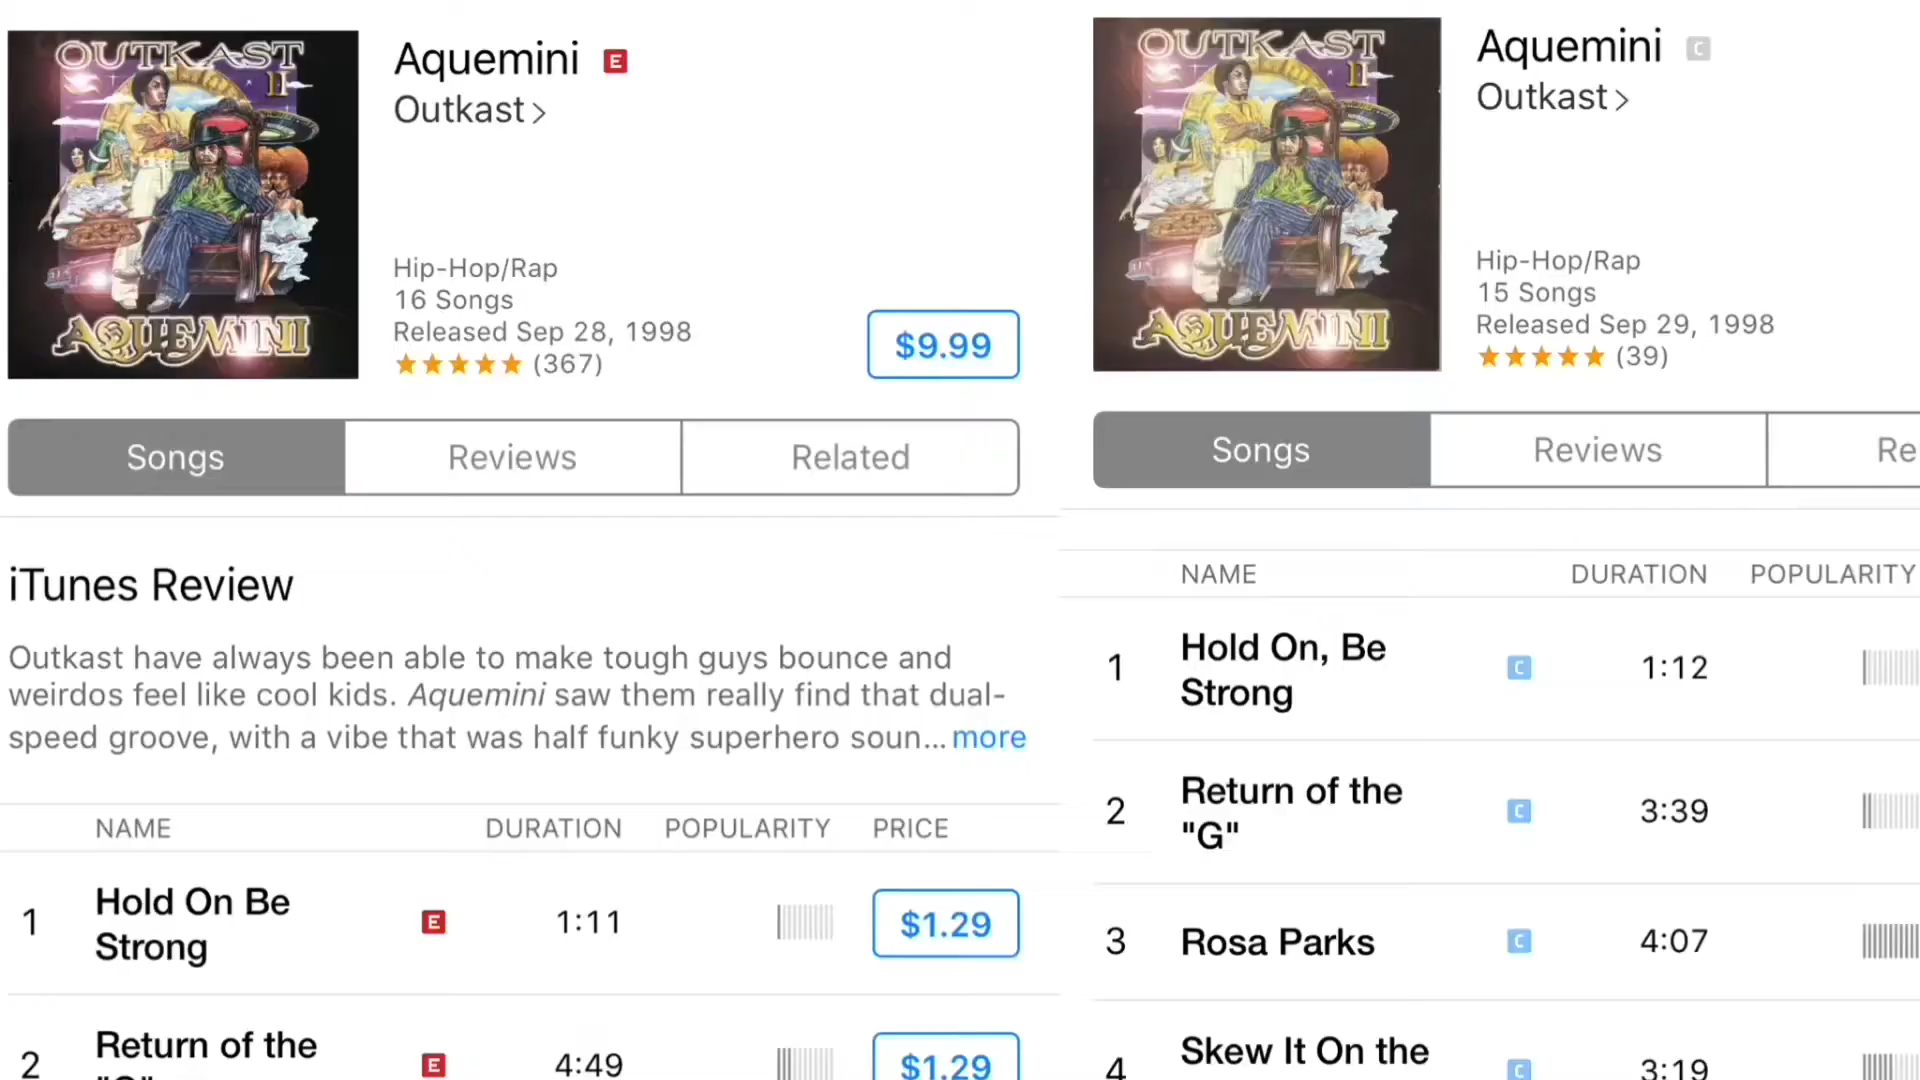 OUTKAST
II
AQUEMINI
Aquemini E
Outkast >
Hip-Hop/Rap
16 Songs
Released Sep 28, 1998
★★★★★ (367)
$9.99
Songs
Reviews
Related
iTunes Review
Outkast have always been able to make tough guys bounce and
weirdos feel like cool kids. Aquemini saw them really find that dual-
speed groove, with a vibe that was half funky superhero soun... more
NAME DURATION POPULARITY PRICE
1 Hold On Be E 1:11 $1.29
Strong
2 Return of the E 4:49 $1.29
OUTKAST
II
AQUEMINI
Aquemini C
Outkast >
Hip-Hop/Rap
15 Songs
Released Sep 29, 1998
★★★★★ (39)
Songs
Reviews
Re
NAME DURATION POPULARITY
1 Hold On, Be C 1:12
Strong
2 Return of the C 3:39
"G"
3 Rosa Parks C 4:07
4 Skew It On the C 3:19